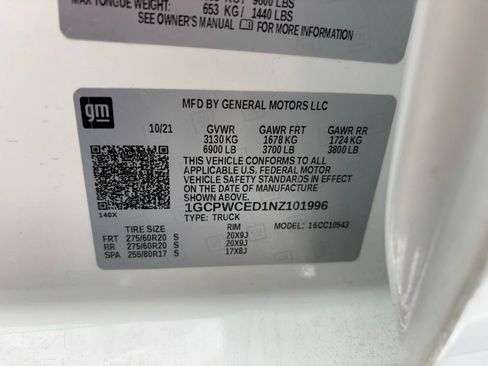 MAX TONGUE WEIGHT: 653 KG / 1440 LBS
SEE OWNER'S MANUAL FOR MORE INFORMATION
gm
MFD BY GENERAL MOTORS LLC
10/21 GVWR GAWR FRT GAWR RR
3130 KG 1678 KG 1724 KG
6900 LB 3700 LB 3800 LB
THIS VEHICLE CONFORMS TO ALL
APPLICABLE U.S. FEDERAL MOTOR
VEHICLE SAFETY STANDARDS IN
EFFECT ON THE DATE OF MANUFACTURE
SHOWN ABOVE.
1GCPWCED1NZ101996
140X TYPE: TRUCK MODEL: 16CC10543
RIM
FRT 275/60R20 S 20X9J
RR 275/60R20 S 20X9J
SPA 255/80R17 S 17X8J